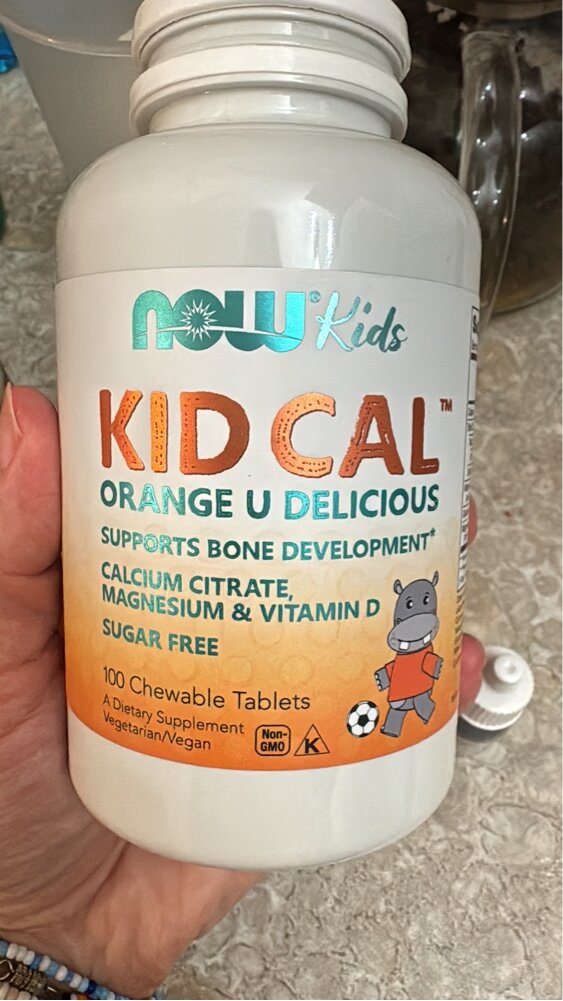 NOW® Kids
KID CAL™
ORANGE U DELICIOUS
SUPPORTS BONE DEVELOPMENT*
CALCIUM CITRATE,
MAGNESIUM & VITAMIN D
SUGAR FREE
100 Chewable Tablets
A Dietary Supplement
Vegetarian/Vegan
Non-
GMO
K